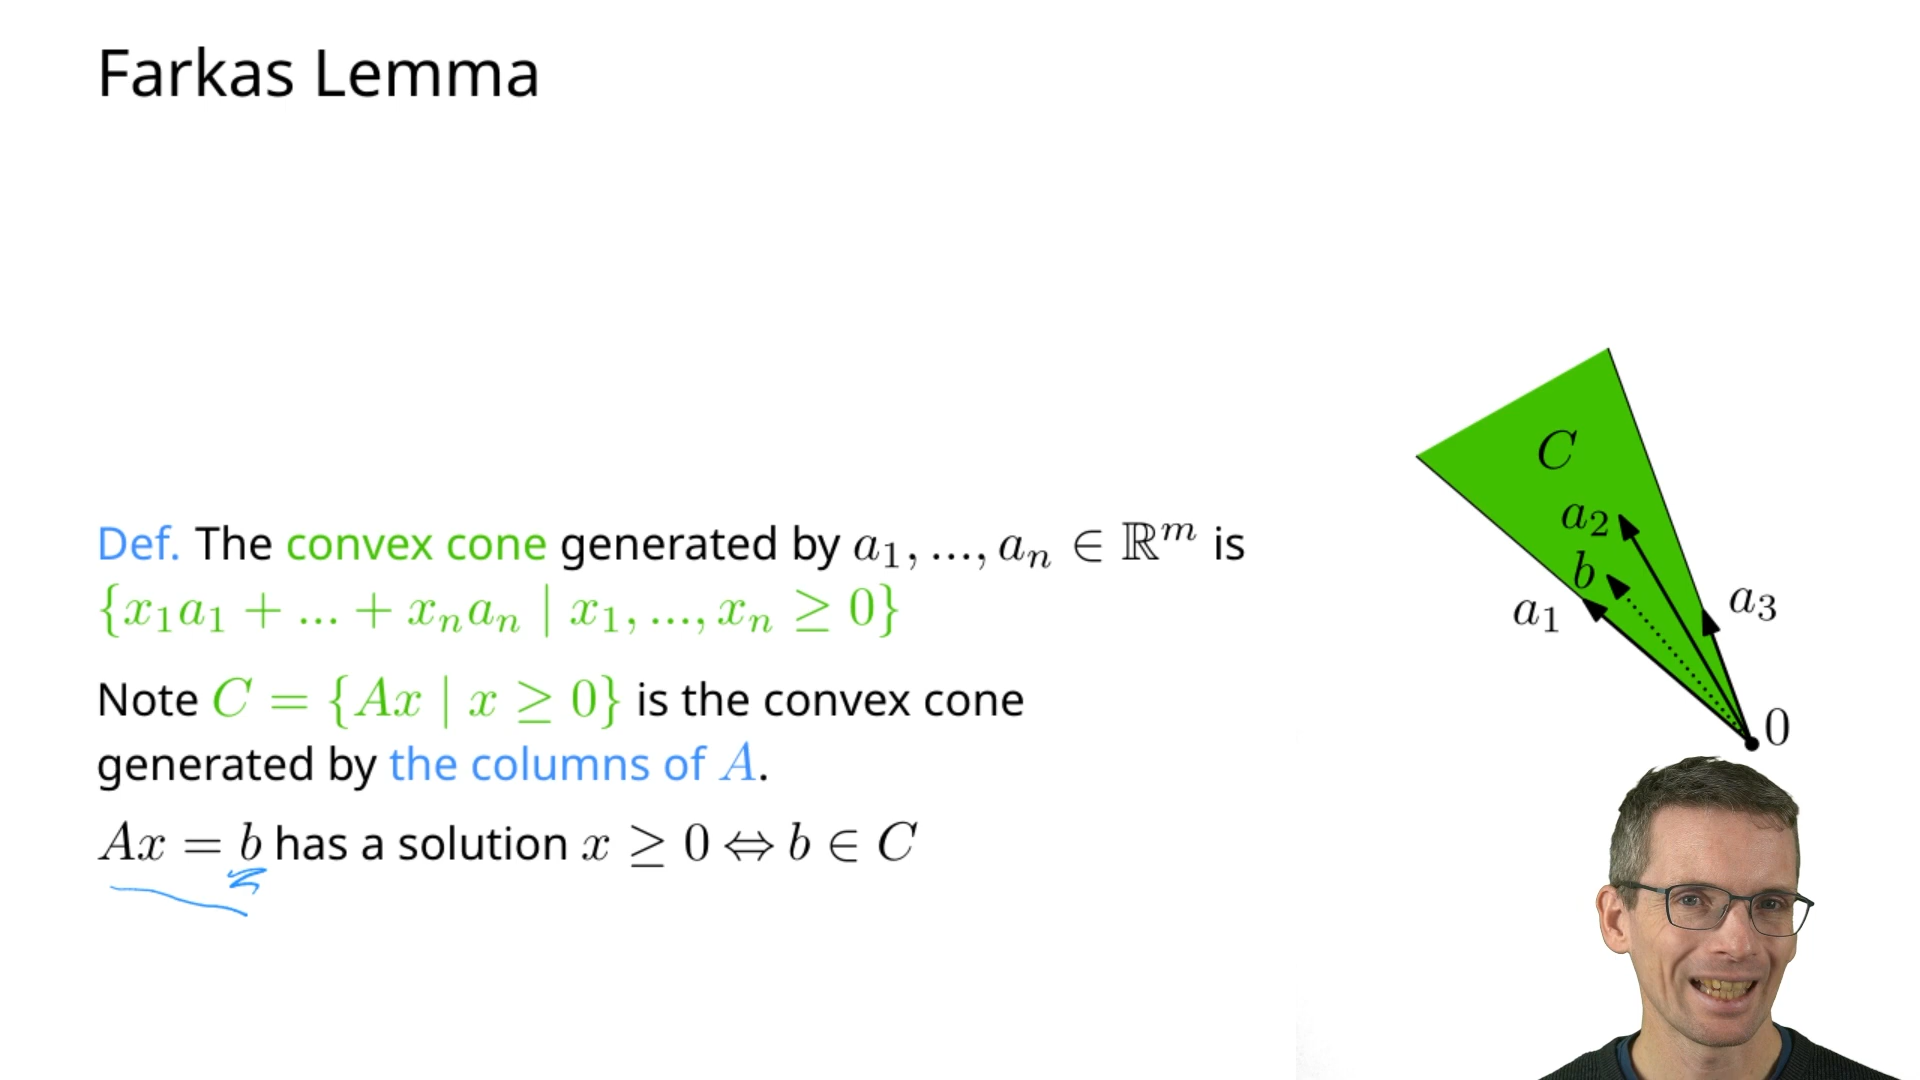 Farkas Lemma
Def. The convex cone generated by a₁, ..., aₙ ∈ ℝᵐ is
{x₁a₁ + ... + xₙaₙ | x₁, ..., xₙ ≥ 0}
Note C = {Ax | x ≥ 0} is the convex cone
generated by the columns of A.
Ax = b has a solution x ≥ 0 ⇔ b ∈ C
C
a₂
b
a₁
a₃
0